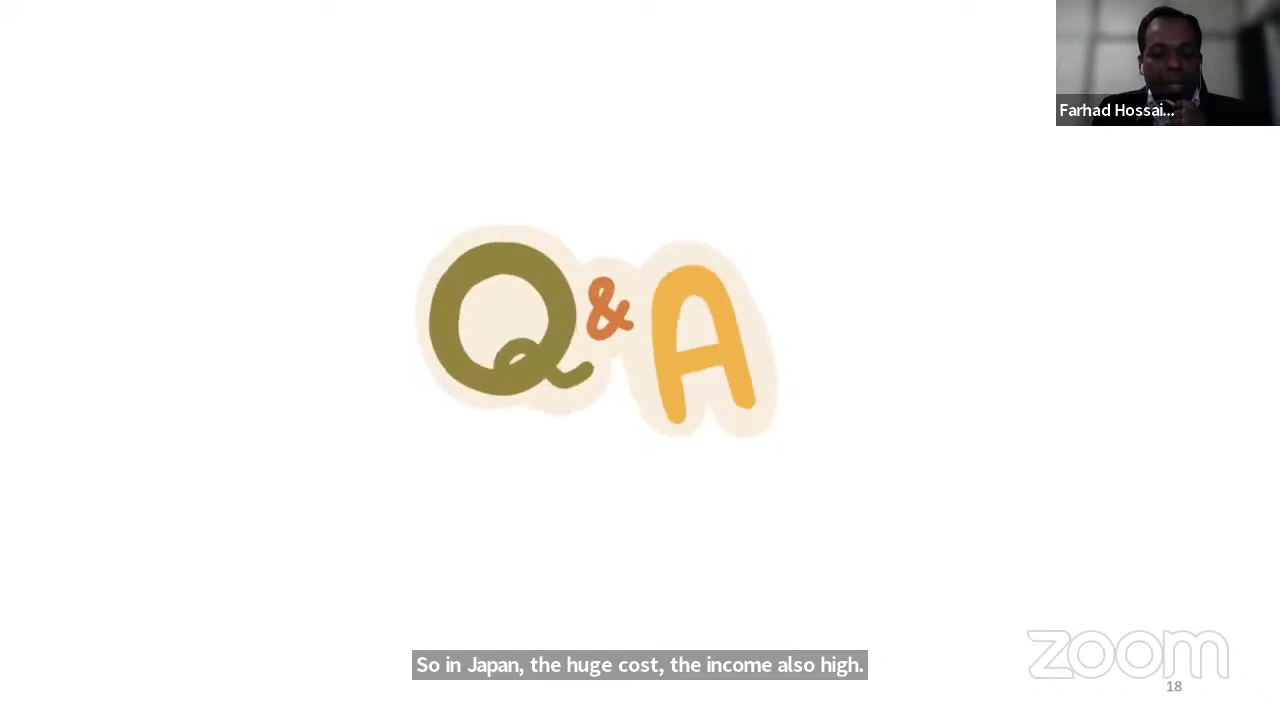 Farhad Hossai...
Q & A
So in Japan, the huge cost, the income also high.
zoom
18